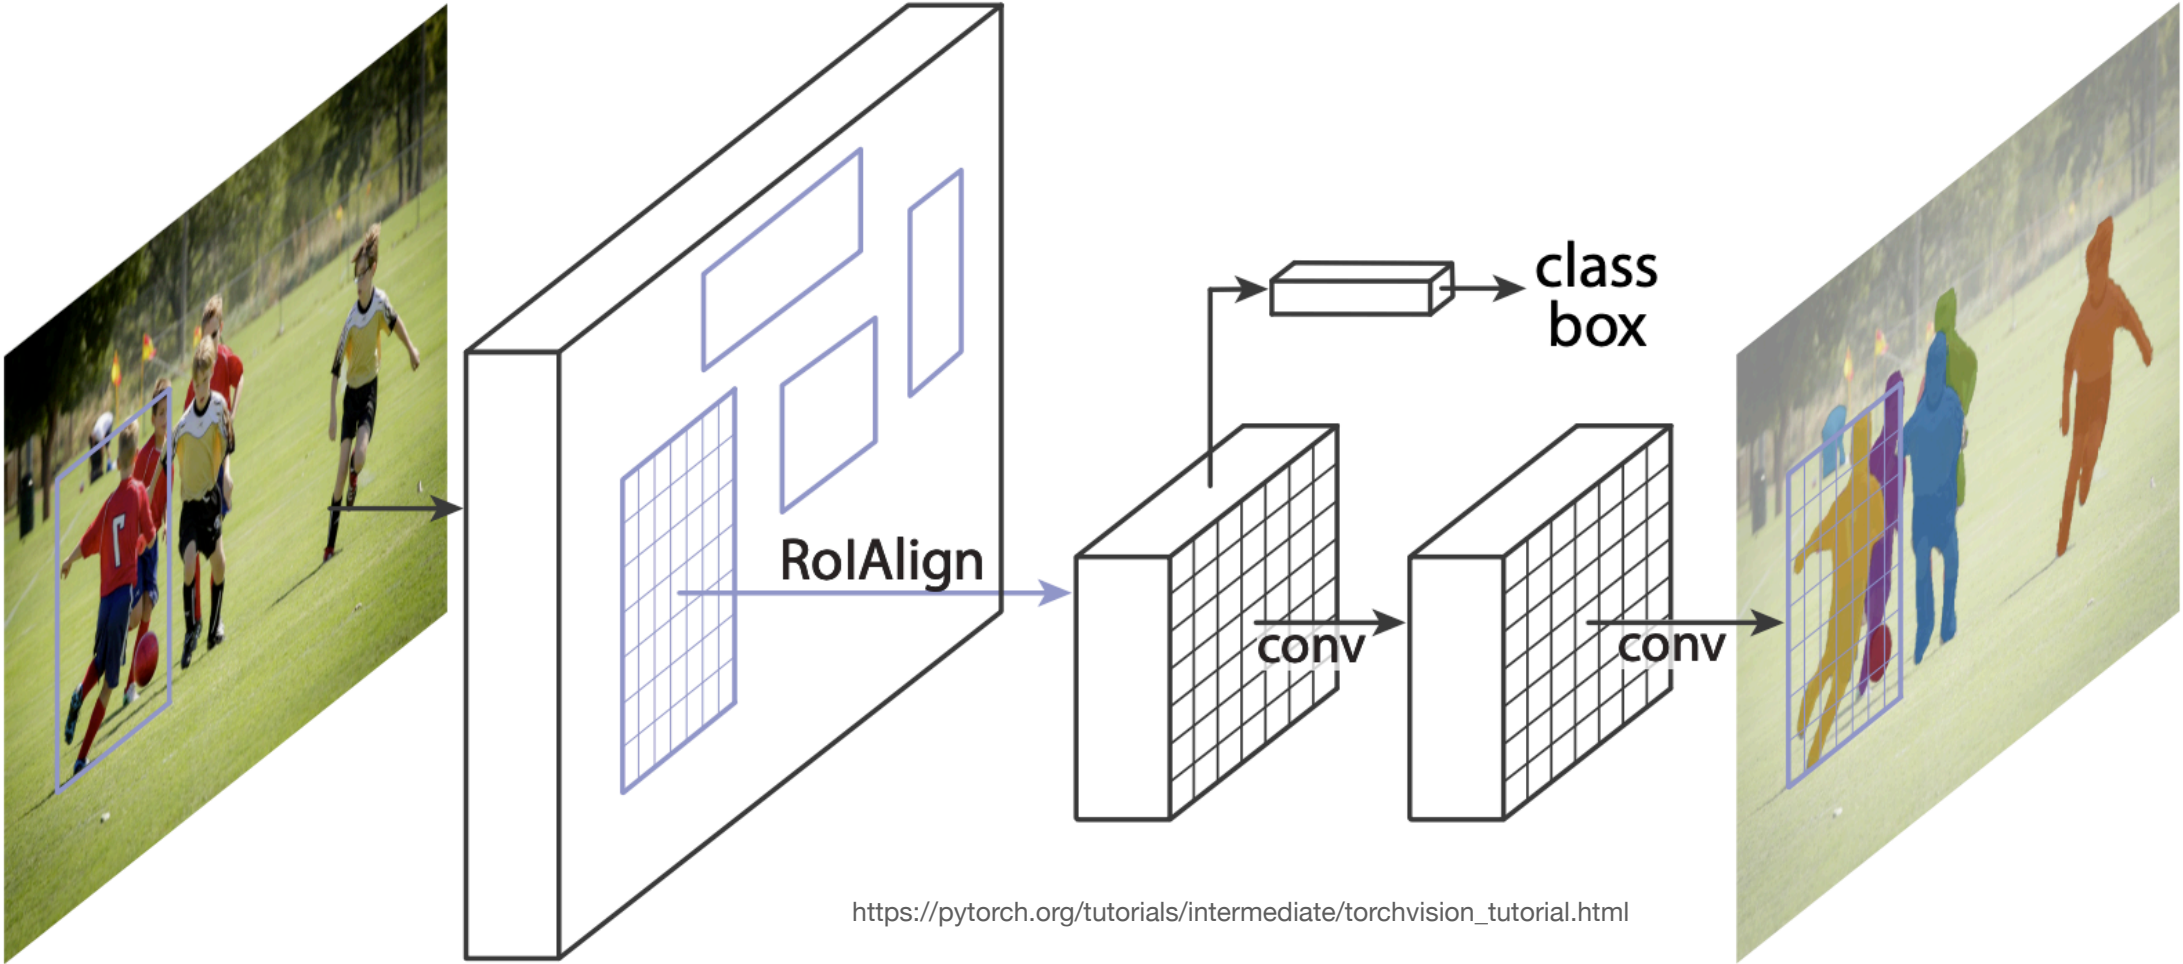 class
box
RoIAlign
conv
conv
https://pytorch.org/tutorials/intermediate/torchvision_tutorial.html